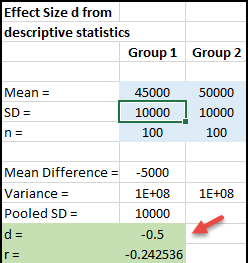 Effect Size d from
descriptive statistics
Group 1 Group 2
Mean = 45000 50000
SD = 10000 10000
n = 100 100
Mean Difference = -5000
Variance = 1E+08 1E+08
Pooled SD = 10000
d = -0.5
r = -0.242536